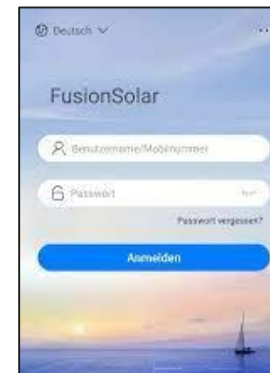 Deutsch
FusionSolar
Benutzername/Mobilnummer
Passwort
Passwort vergessen?
Anmelden